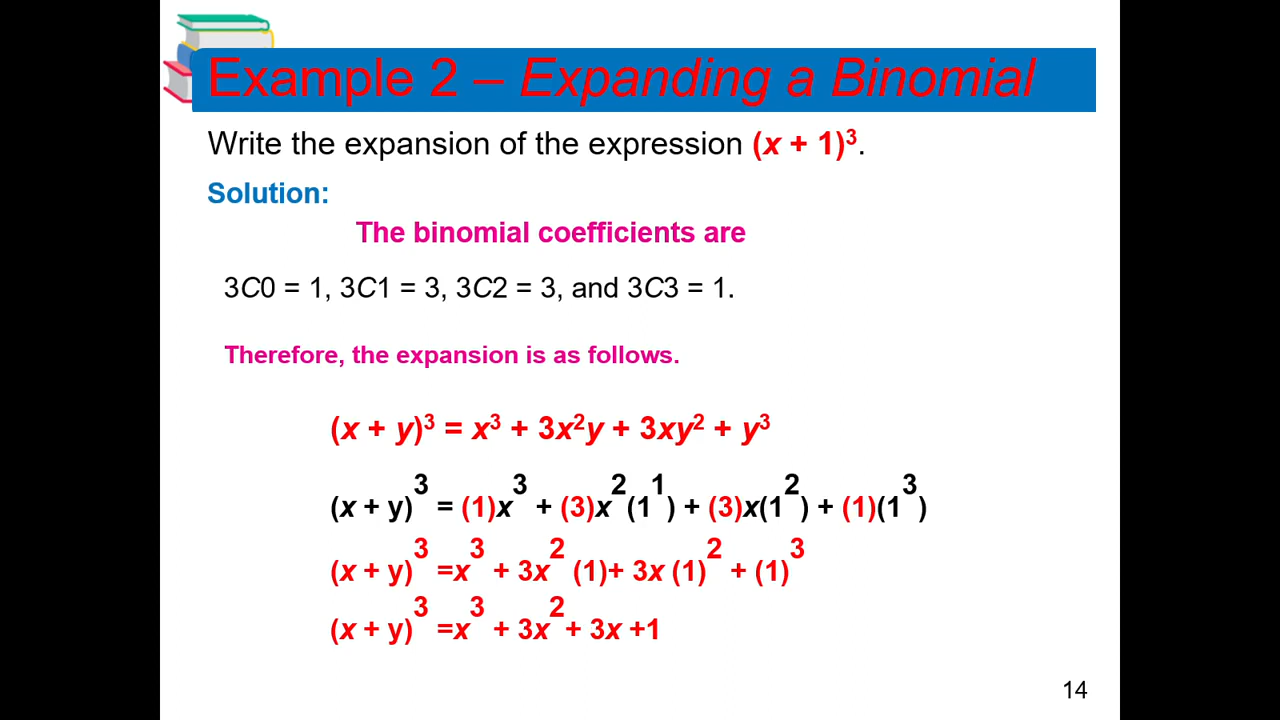 Example 2 – Expanding a Binomial
Write the expansion of the expression (x + 1)³.
Solution:
The binomial coefficients are
3C0 = 1, 3C1 = 3, 3C2 = 3, and 3C3 = 1.
Therefore, the expansion is as follows.
(x + y)³ = x³ + 3x²y + 3xy² + y³
(x + y)³ = (1)x³ + (3)x²(1¹) + (3)x(1²) + (1)(1³)
(x + y)³ =x³ + 3x² (1)+ 3x (1)² + (1)³
(x + y)³ =x³ + 3x²+ 3x +1
14